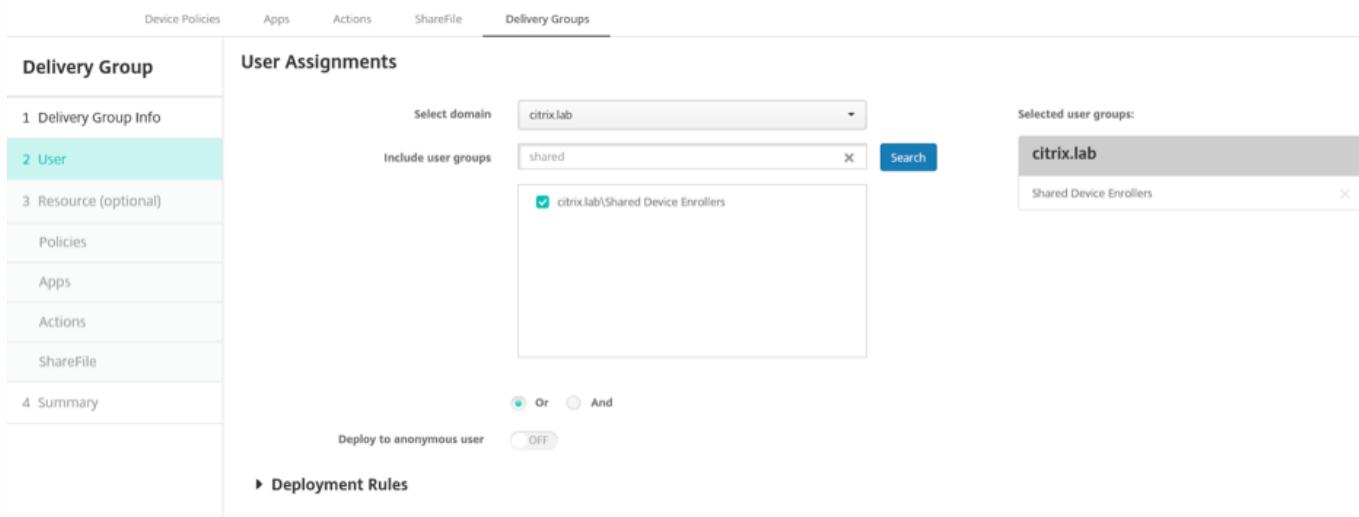 Device Policies Apps Actions ShareFile Delivery Groups
Delivery Group
1 Delivery Group Info
2 User
3 Resource (optional)
Policies
Apps
Actions
ShareFile
4 Summary
User Assignments
Select domain citrix.lab
Include user groups shared Search
citrix.lab\Shared Device Enrollers
Or And
Deploy to anonymous user OFF
Deployment Rules
Selected user groups:
citrix.lab
Shared Device Enrollers